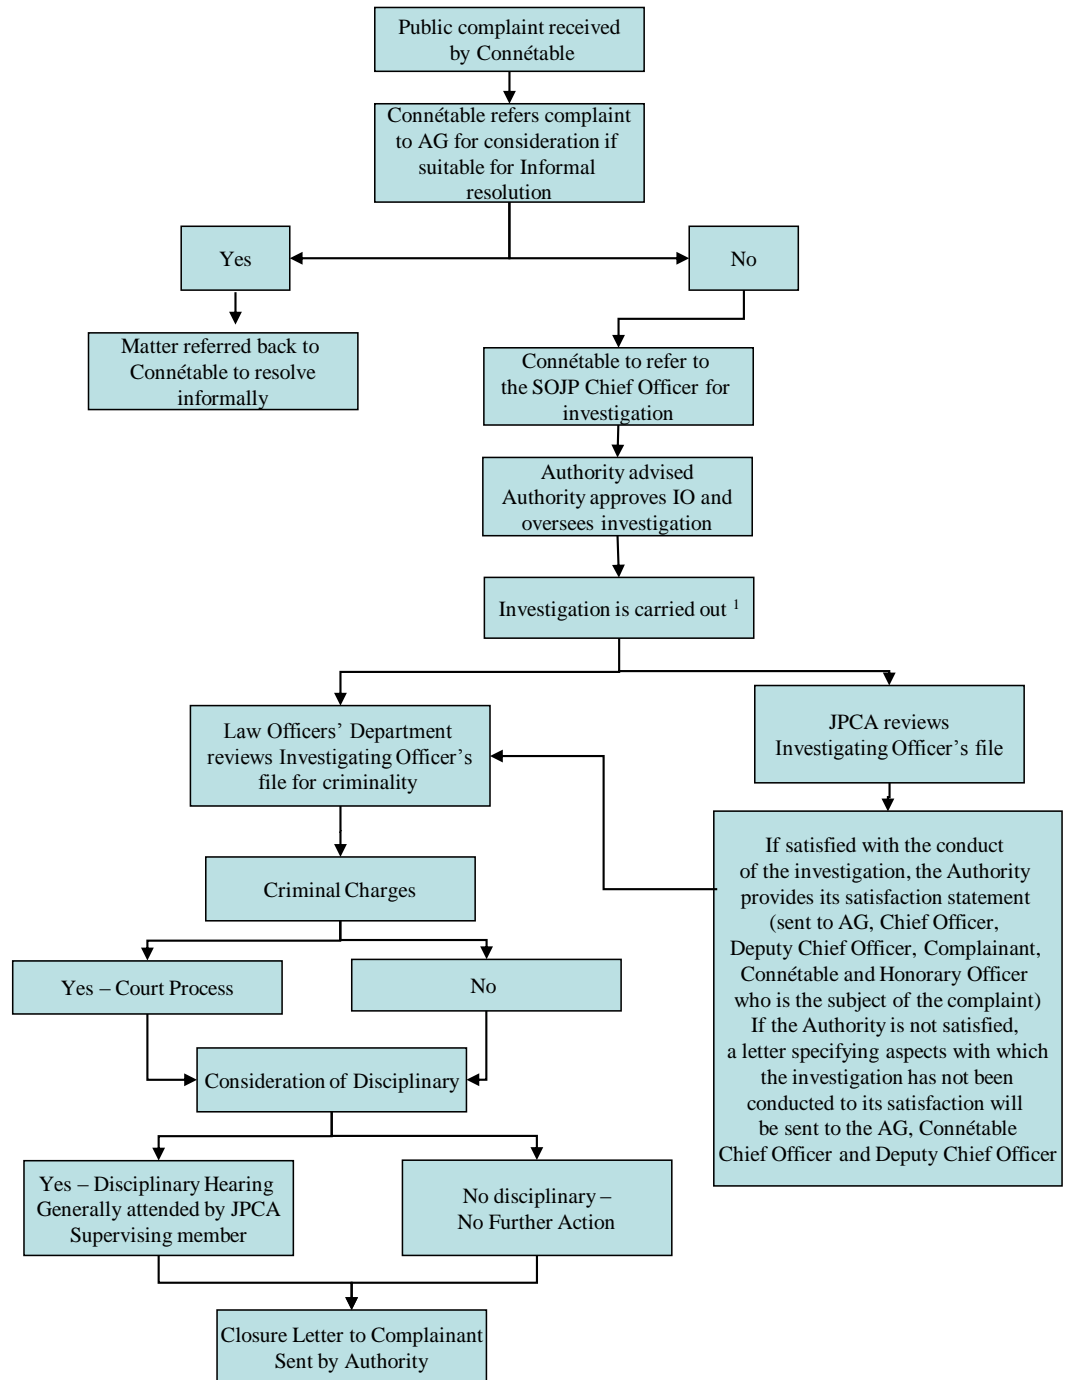 Public complaint received
by Connétable
Connétable refers complaint
to AG for consideration if
suitable for Informal
resolution
Yes
No
Matter referred back to
Connétable to resolve
informally
Connétable to refer to
the SOJP Chief Officer for
investigation
Authority advised
Authority approves IO and
oversees investigation
Investigation is carried out ¹
Law Officers’ Department
reviews Investigating Officer’s
file for criminality
JPCA reviews
Investigating Officer’s file
If satisfied with the conduct
of the investigation, the Authority
provides its satisfaction statement
(sent to AG, Chief Officer,
Deputy Chief Officer, Complainant,
Connétable and Honorary Officer
who is the subject of the complaint)
If the Authority is not satisfied,
a letter specifying aspects with which
the investigation has not been
conducted to its satisfaction will
be sent to the AG, Connétable
Chief Officer and Deputy Chief Officer
Criminal Charges
Yes – Court Process
No
Consideration of Disciplinary
Yes – Disciplinary Hearing
Generally attended by JPCA
Supervising member
No disciplinary –
No Further Action
Closure Letter to Complainant
Sent by Authority